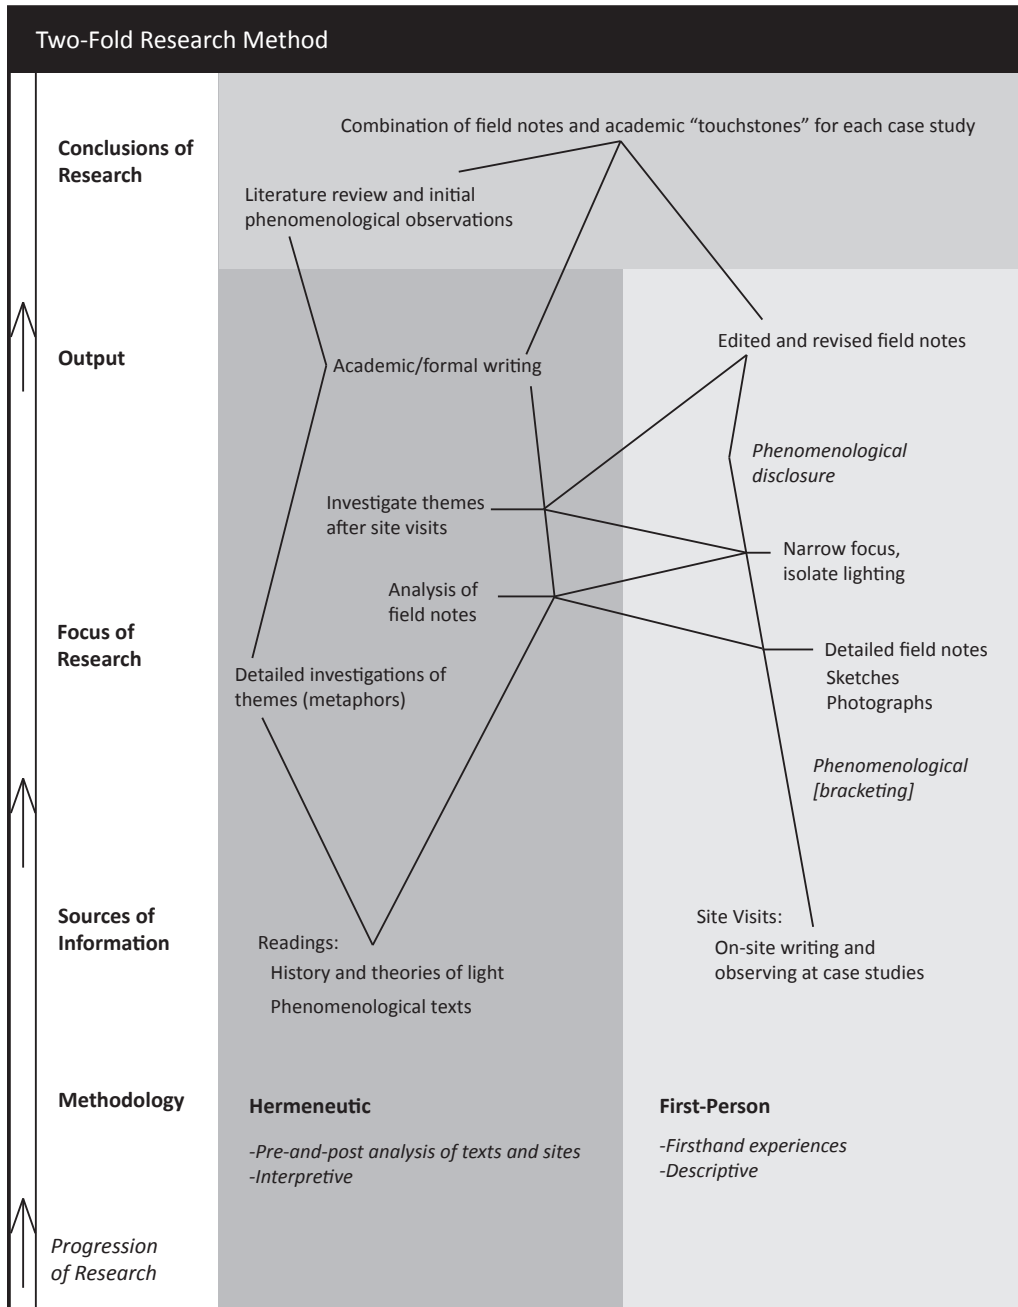 Two-Fold Research Method
Conclusions of
Research
Combination of field notes and academic “touchstones” for each case study
Literature review and initial
phenomenological observations
Output
Academic/formal writing
Edited and revised field notes
Phenomenological
disclosure
Investigate themes
after site visits
Narrow focus,
isolate lighting
Analysis of
field notes
Focus of
Research
Detailed field notes
Sketches
Photographs
Detailed investigations of
themes (metaphors)
Phenomenological
[bracketing]
Sources of
Information
Readings:
History and theories of light
Phenomenological texts
Site Visits:
On-site writing and
observing at case studies
Methodology
Hermeneutic
-Pre-and-post analysis of texts and sites
-Interpretive
First-Person
-Firsthand experiences
-Descriptive
Progression
of Research